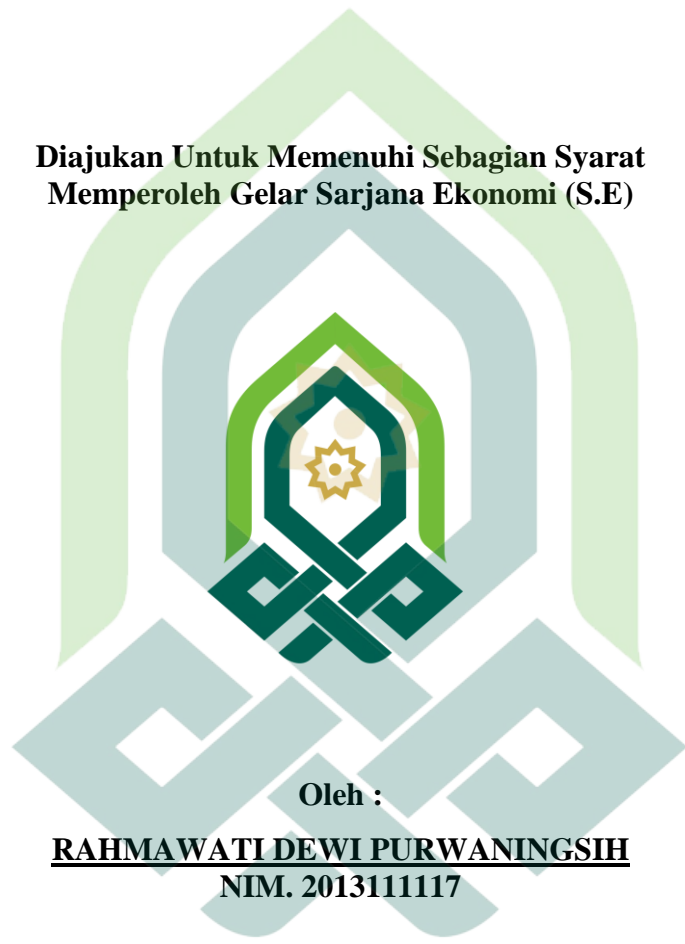 Diajukan Untuk Memenuhi Sebagian Syarat
Memperoleh Gelar Sarjana Ekonomi (S.E)
Oleh :
RAHMAWATI DEWI PURWANINGSIH
NIM. 2013111117